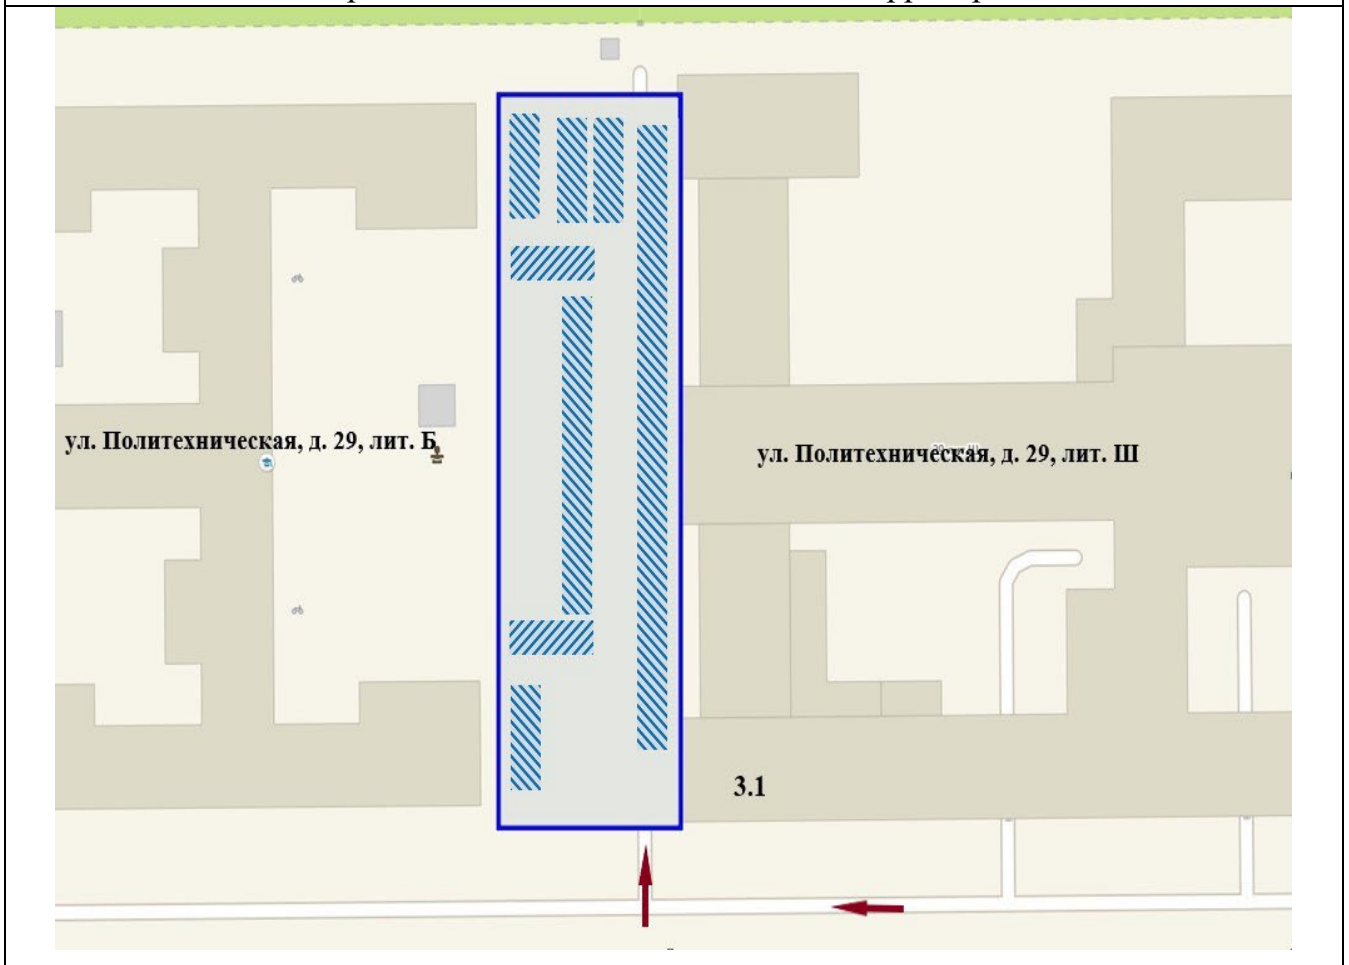 ул. Политехническая, д. 29, лит. Б
ул. Политехническая, д. 29, лит. Ш
3.1